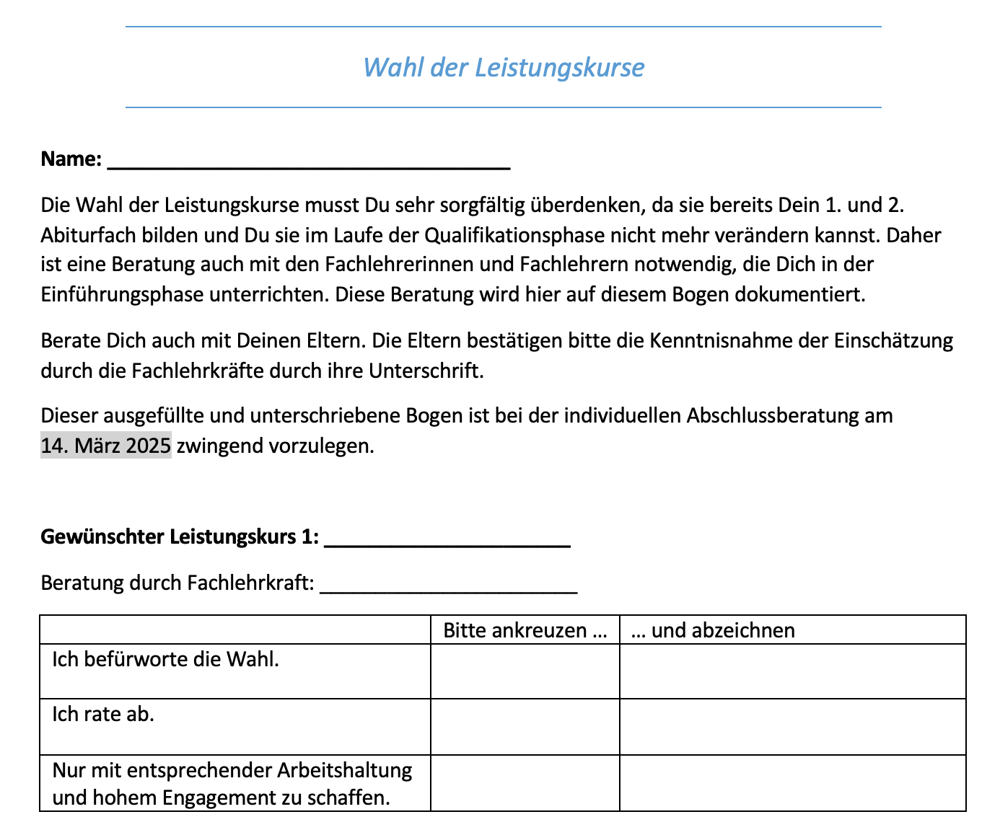 Wahl der Leistungskurse
Name: ____________________________________
Die Wahl der Leistungskurse musst Du sehr sorgfältig überdenken, da sie bereits Dein 1. und 2.
Abiturfach bilden und Du sie im Laufe der Qualifikationsphase nicht mehr verändern kannst. Daher
ist eine Beratung auch mit den Fachlehrerinnen und Fachlehrern notwendig, die Dich in der
Einführungsphase unterrichten. Diese Beratung wird hier auf diesem Bogen dokumentiert.
Berate Dich auch mit Deinen Eltern. Die Eltern bestätigen bitte die Kenntnisnahme der Einschätzung
durch die Fachlehrkräfte durch ihre Unterschrift.
Dieser ausgefüllte und unterschriebene Bogen ist bei der individuellen Abschlussberatung am
14. März 2025 zwingend vorzulegen.
Gewünschter Leistungskurs 1: ______________________
Beratung durch Fachlehrkraft: _______________________
Bitte ankreuzen ... ... und abzeichnen
Ich befürworte die Wahl.
Ich rate ab.
Nur mit entsprechender Arbeitshaltung
und hohem Engagement zu schaffen.